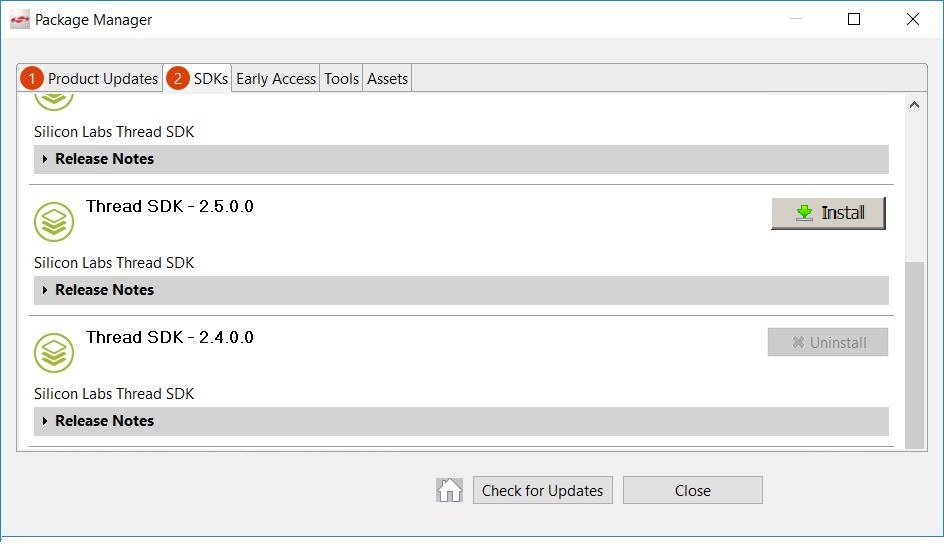 Package Manager
1 Product Updates 2 SDKs Early Access Tools Assets
Silicon Labs Thread SDK
Release Notes
Thread SDK - 2.5.0.0
Install
Silicon Labs Thread SDK
Release Notes
Thread SDK - 2.4.0.0
Uninstall
Silicon Labs Thread SDK
Release Notes
Check for Updates Close